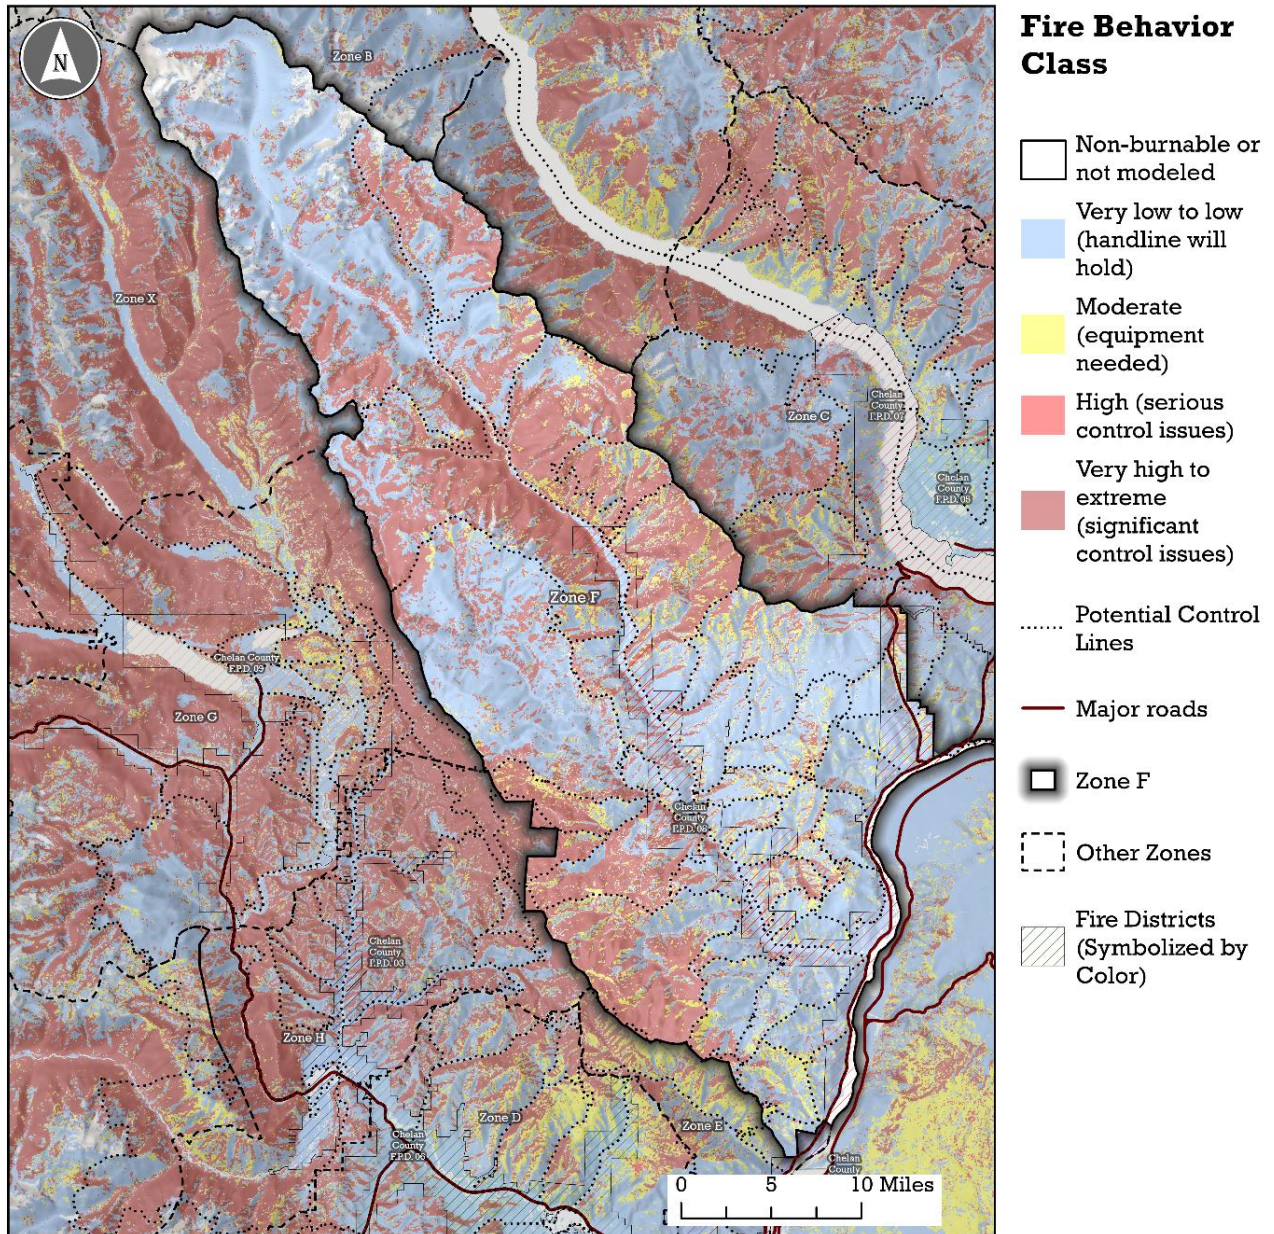 N
Zone B
Zone X
Zone C
Chelan
County
F.P.D. 07
Chelan
County
F.P.D. 05
Zone F
Chelan County
F.P.D. 09
Zone G
Chelan
County
F.P.D. 08
Chelan
County
F.P.D. 03
Zone H
Zone D
Zone E
Chelan
County
F.P.D. 06
Chelan
County
0 5 10 Miles
Fire Behavior
Class
Non-burnable or
not modeled
Very low to low
(handline will
hold)
Moderate
(equipment
needed)
High (serious
control issues)
Very high to
extreme
(significant
control issues)
Potential Control
Lines
Major roads
Zone F
Other Zones
Fire Districts
(Symbolized by
Color)